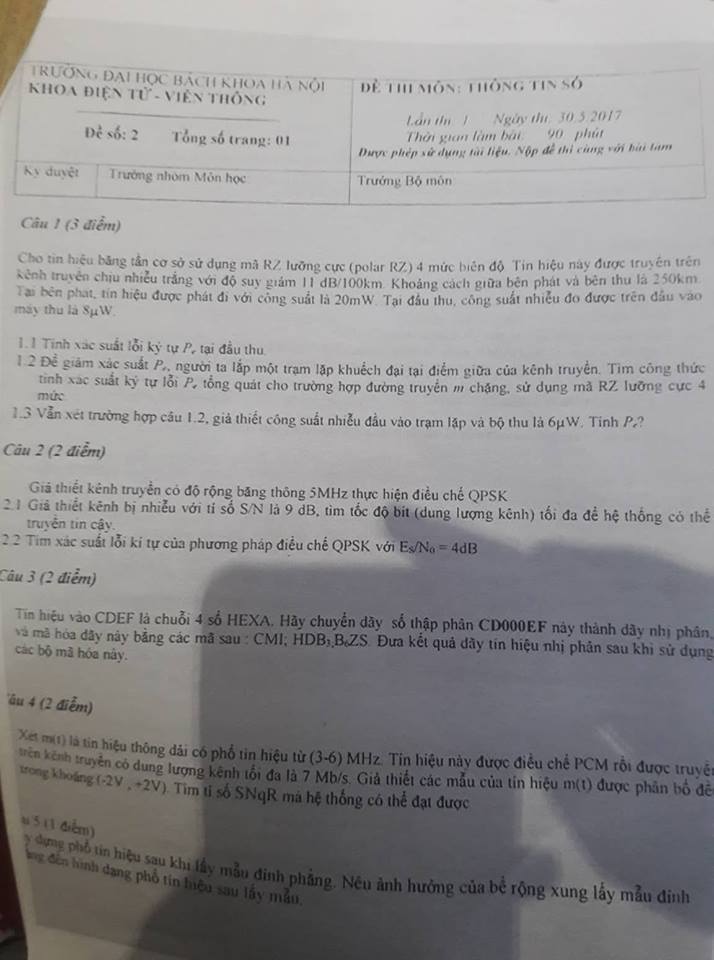 TRƯỜNG ĐẠI HỌC BÁCH KHOA HÀ NỘI
KHOA ĐIỆN TỬ - VIỄN THÔNG
Đề số: 2 Tổng số trang: 01
ĐỀ THI MÔN: THÔNG TIN SỐ
Lần thi 1 Ngày thi: 30.5.2017
Thời gian làm bài: 90 phút
Được phép sử dụng tài liệu. Nộp đề thi cùng với bài làm
Ký duyệt Trưởng nhóm Môn học Trưởng Bộ môn
Câu 1 (3 điểm)
Cho tín hiệu băng tần cơ sở sử dụng mã RZ lưỡng cực (polar RZ) 4 mức biên độ. Tín hiệu này được truyền trên
kênh truyền chịu nhiễu trắng với độ suy giảm 11 dB/100km. Khoảng cách giữa bên phát và bên thu là 250km.
Tại bên phát, tín hiệu được phát đi với công suất là 20mW. Tại đầu thu, công suất nhiễu đo được trên đầu vào
máy thu là 8µW.
1.1 Tính xác suất lỗi ký tự Pe tại đầu thu.
1.2 Để giảm xác suất Pe, người ta lắp một trạm lặp khuếch đại tại điểm giữa của kênh truyền. Tìm công thức
tính xác suất ký tự lỗi Pe tổng quát cho trường hợp đường truyền m chặng, sử dụng mã RZ lưỡng cực 4
mức
1.3 Vẫn xét trường hợp câu 1.2, giả thiết công suất nhiễu đầu vào trạm lặp và bộ thu là 6µW. Tính Pe?
Câu 2 (2 điểm)
Giả thiết kênh truyền có độ rộng băng thông 5MHz thực hiện điều chế QPSK
2.1 Giả thiết kênh bị nhiễu với tỉ số S/N là 9 dB, tìm tốc độ bit (dung lượng kênh) tối đa để hệ thống có thể
truyền tin cậy.
2.2 Tìm xác suất lỗi kí tự của phương pháp điều chế QPSK với Es/N0 = 4dB
Câu 3 (2 điểm)
Tín hiệu vào CDEF là chuỗi 4 số HEXA. Hãy chuyển dãy số thập phân CD000EF này thành dãy nhị phân,
và mã hóa dãy này bằng các mã sau : CMI; HDB3,B6ZS. Đưa kết quả dãy tín hiệu nhị phân sau khi sử dụng
các bộ mã hóa này.
âu 4 (2 điểm)
Xét m(t) là tín hiệu thông dải có phổ tín hiệu từ (3-6) MHz. Tín hiệu này được điều chế PCM rồi được truyề
trên kênh truyền có dung lượng kênh tối đa là 7 Mb/s. Giả thiết các mẫu của tín hiệu m(t) được phân bố đề
trong khoảng (-2V , +2V). Tìm tỉ số SNqR mà hệ thống có thể đạt được
u 5 (1 điểm)
y dựng phổ tín hiệu sau khi lấy mẫu đỉnh phẳng. Nêu ảnh hưởng của bề rộng xung lấy mẫu đỉnh
ẳng đến hình dạng phổ tín hiệu sau lấy mẫu.